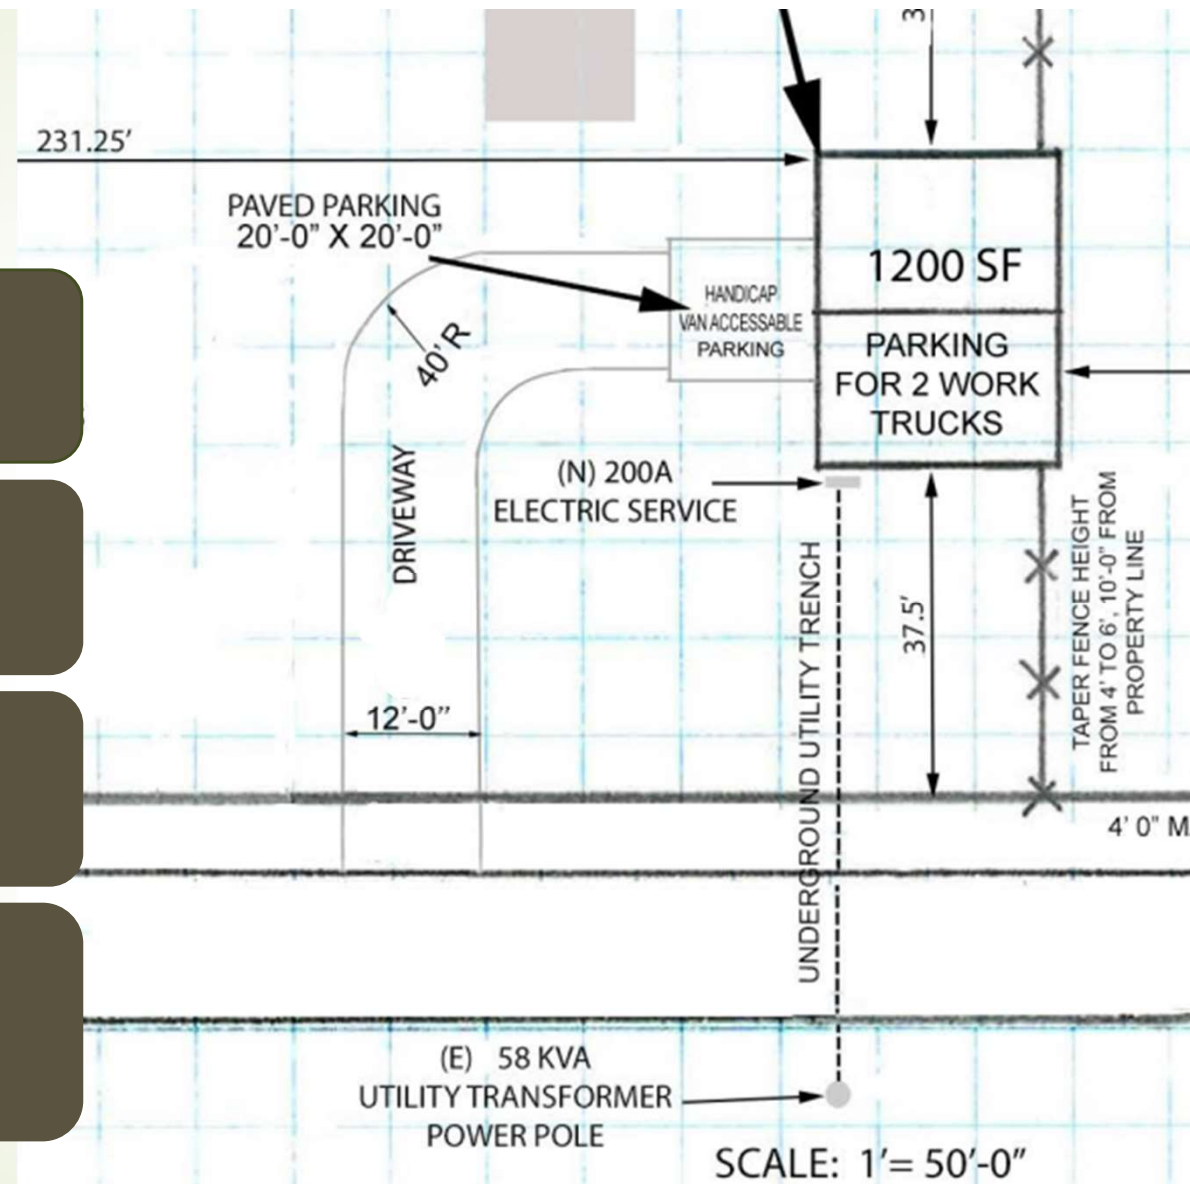 3
231.25'
PAVED PARKING
20'-0" X 20'-0"
1200 SF
HANDICAP
VAN ACCESSABLE
PARKING
40' R
PARKING
FOR 2 WORK
TRUCKS
DRIVEWAY
(N) 200A
ELECTRIC SERVICE
UNDERGROUND UTILITY TRENCH
37.5'
TAPER FENCE HEIGHT
FROM 4' TO 6', 10'-0" FROM
PROPERTY LINE
12'-0"
4' 0" M
(E) 58 KVA
UTILITY TRANSFORMER
POWER POLE
SCALE: 1'= 50'-0"